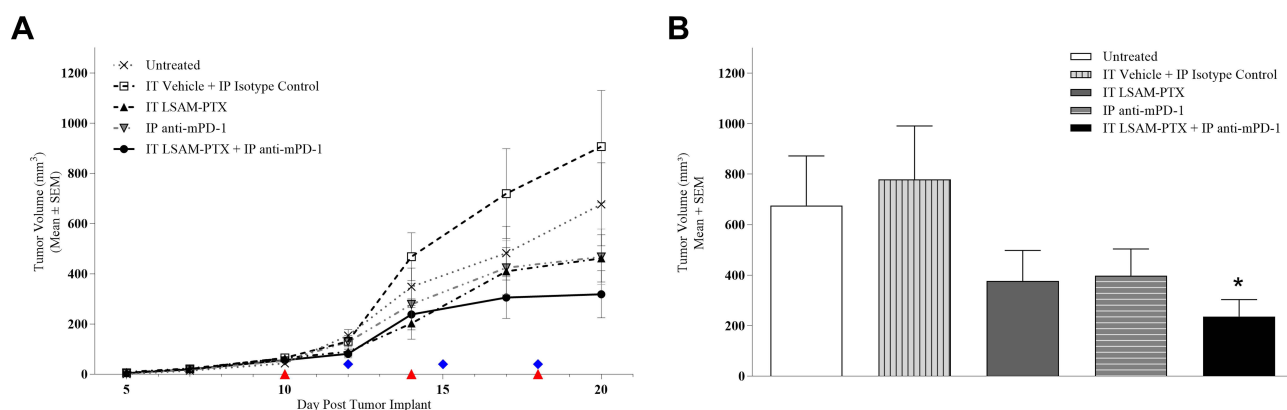 A
Untreated
IT Vehicle + IP Isotype Control
IT LSAM-PTX
IP anti-mPD-1
IT LSAM-PTX + IP anti-mPD-1
Tumor Volume (mm³)
(Mean ± SEM)
1200
1000
800
600
400
200
0
5
10
15
20
Day Post Tumor Implant
B
Untreated
IT Vehicle + IP Isotype Control
IT LSAM-PTX
IP anti-mPD-1
IT LSAM-PTX + IP anti-mPD-1
Tumor Volume (mm³)
Mean + SEM
1200
1000
800
600
400
200
0
*